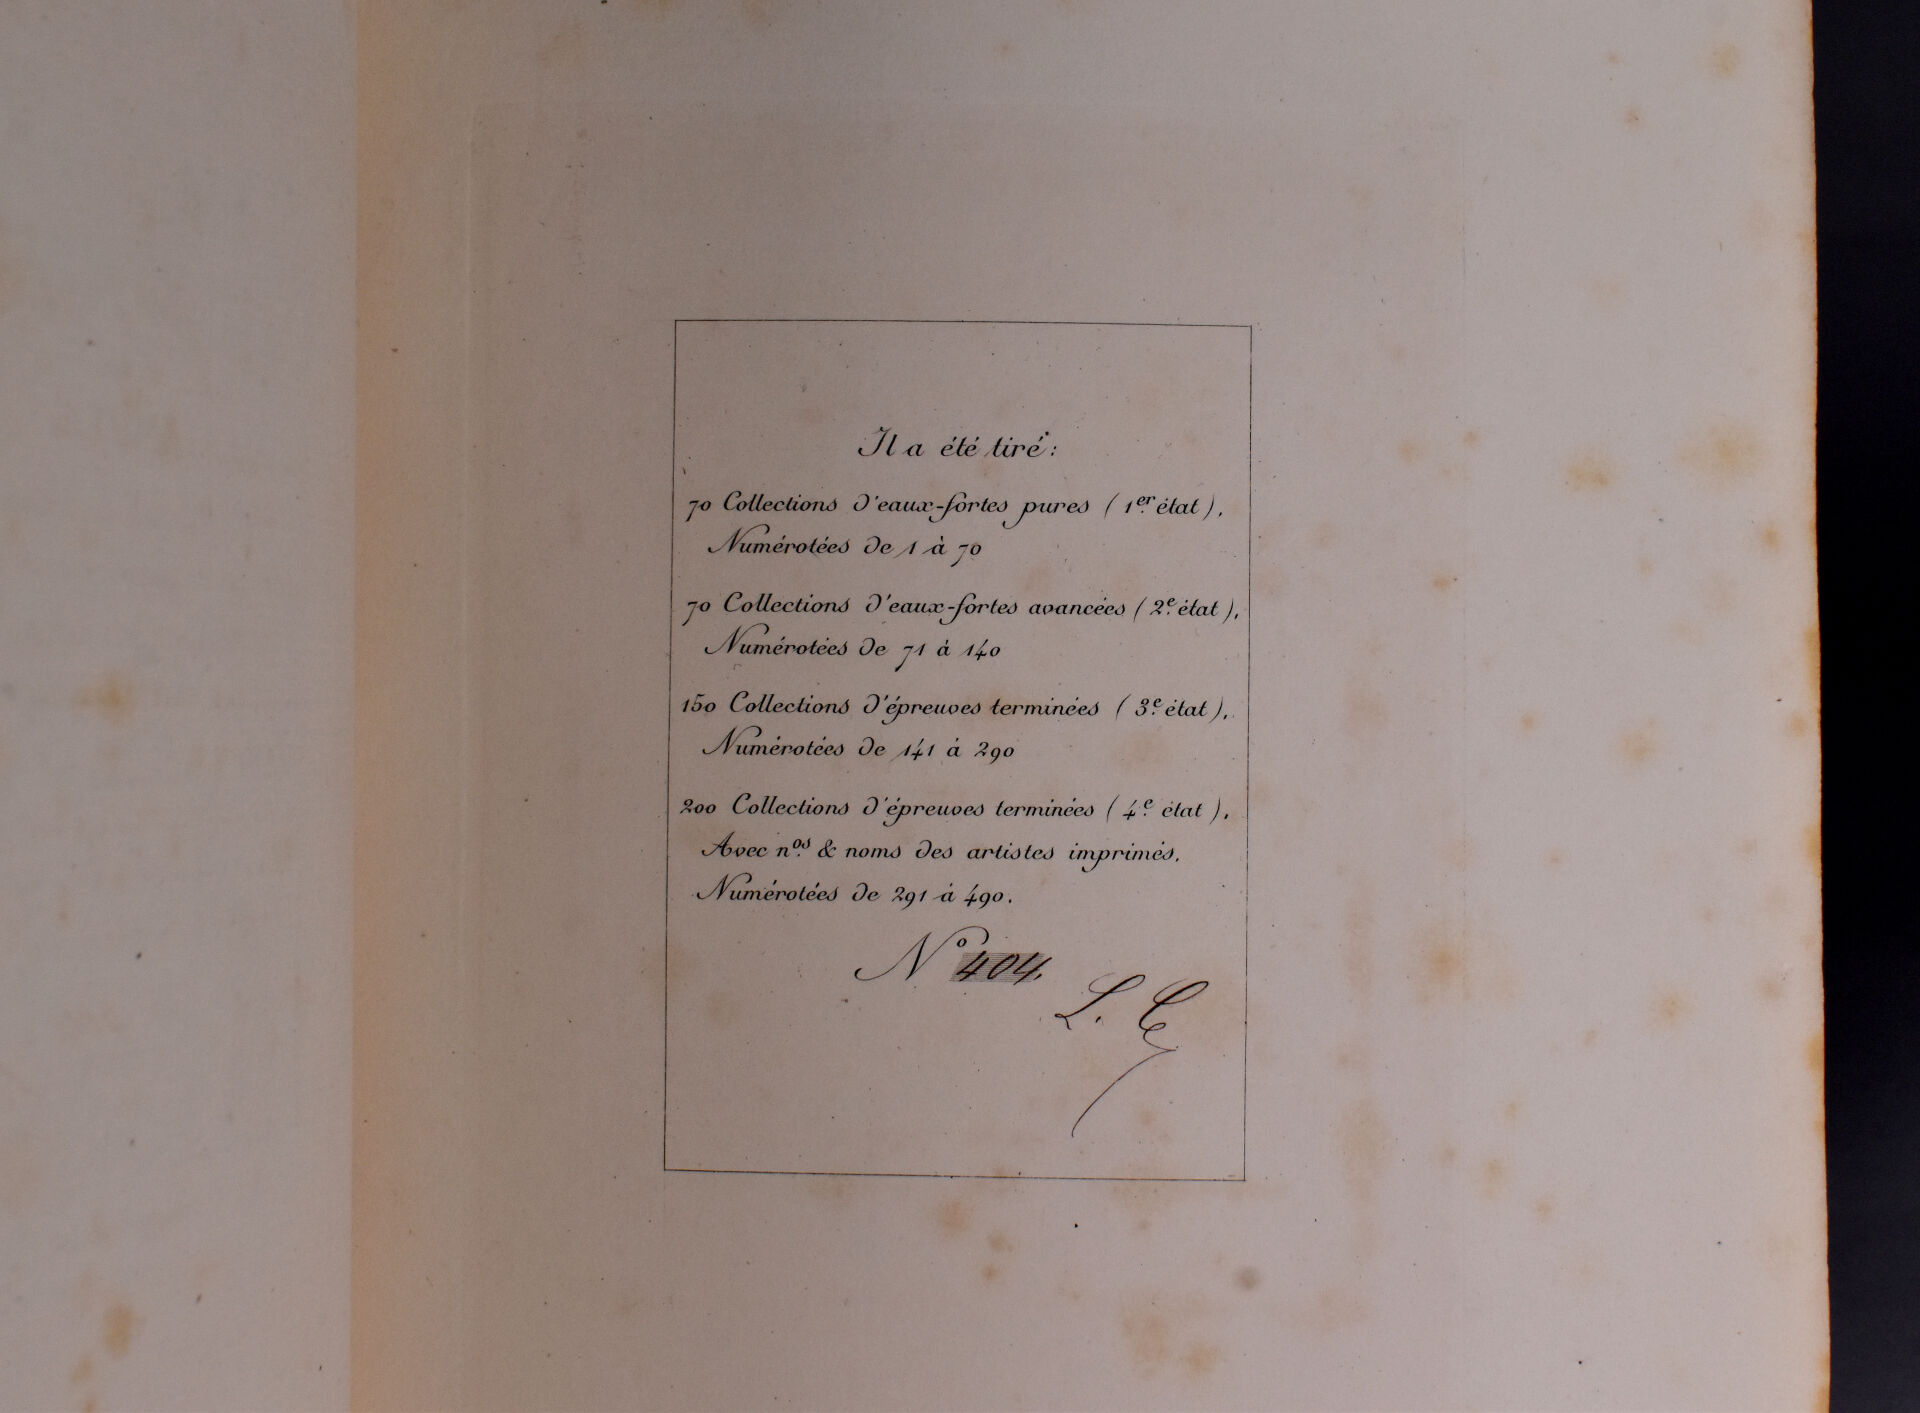 Il a été tiré:
70 Collections d'eaux-fortes pures (1er état),
Numérotées de 1 à 70
70 Collections d'eaux-fortes avancées (2e état),
Numérotées de 71 à 140
150 Collections d'épreuves terminées (3e état),
Numérotées de 141 à 290
200 Collections d'épreuves terminées (4e état),
Avec nos & noms des artistes imprimés,
Numérotées de 291 à 490.
No 404.
L. C